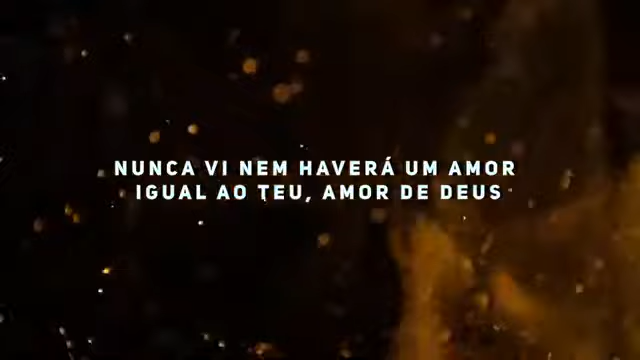 NUNCA VI NEM HAVERÁ UM AMOR
IGUAL AO TEU, AMOR DE DEUS